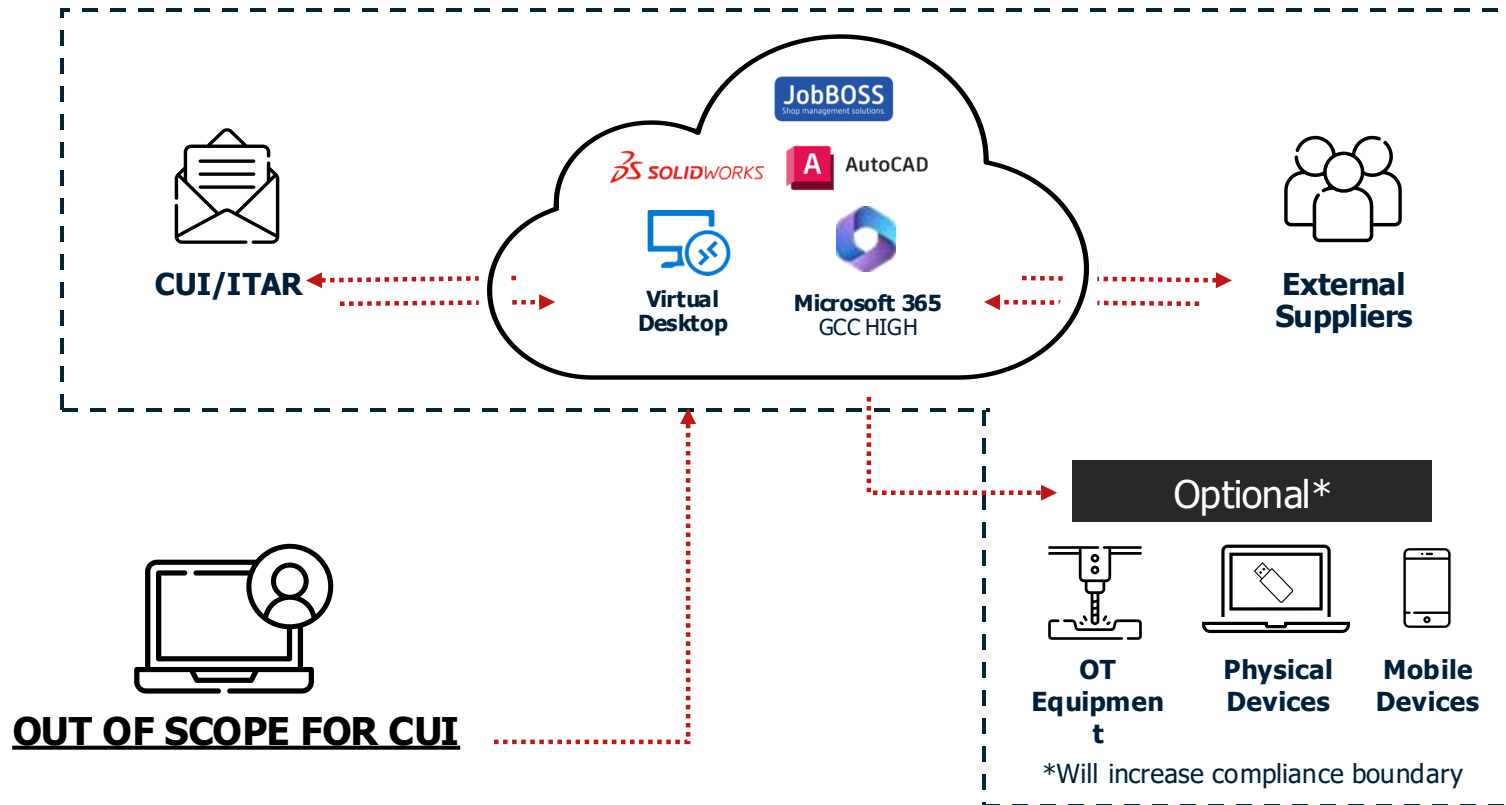 JobBOSS
Shop management solutions.
SOLIDWORKS
A AutoCAD
CUI/ITAR
Virtual
Desktop
Microsoft 365
GCC HIGH
External
Suppliers
Optional*
OUT OF SCOPE FOR CUI
OT
Equipmen
t
Physical
Devices
Mobile
Devices
*Will increase compliance boundary